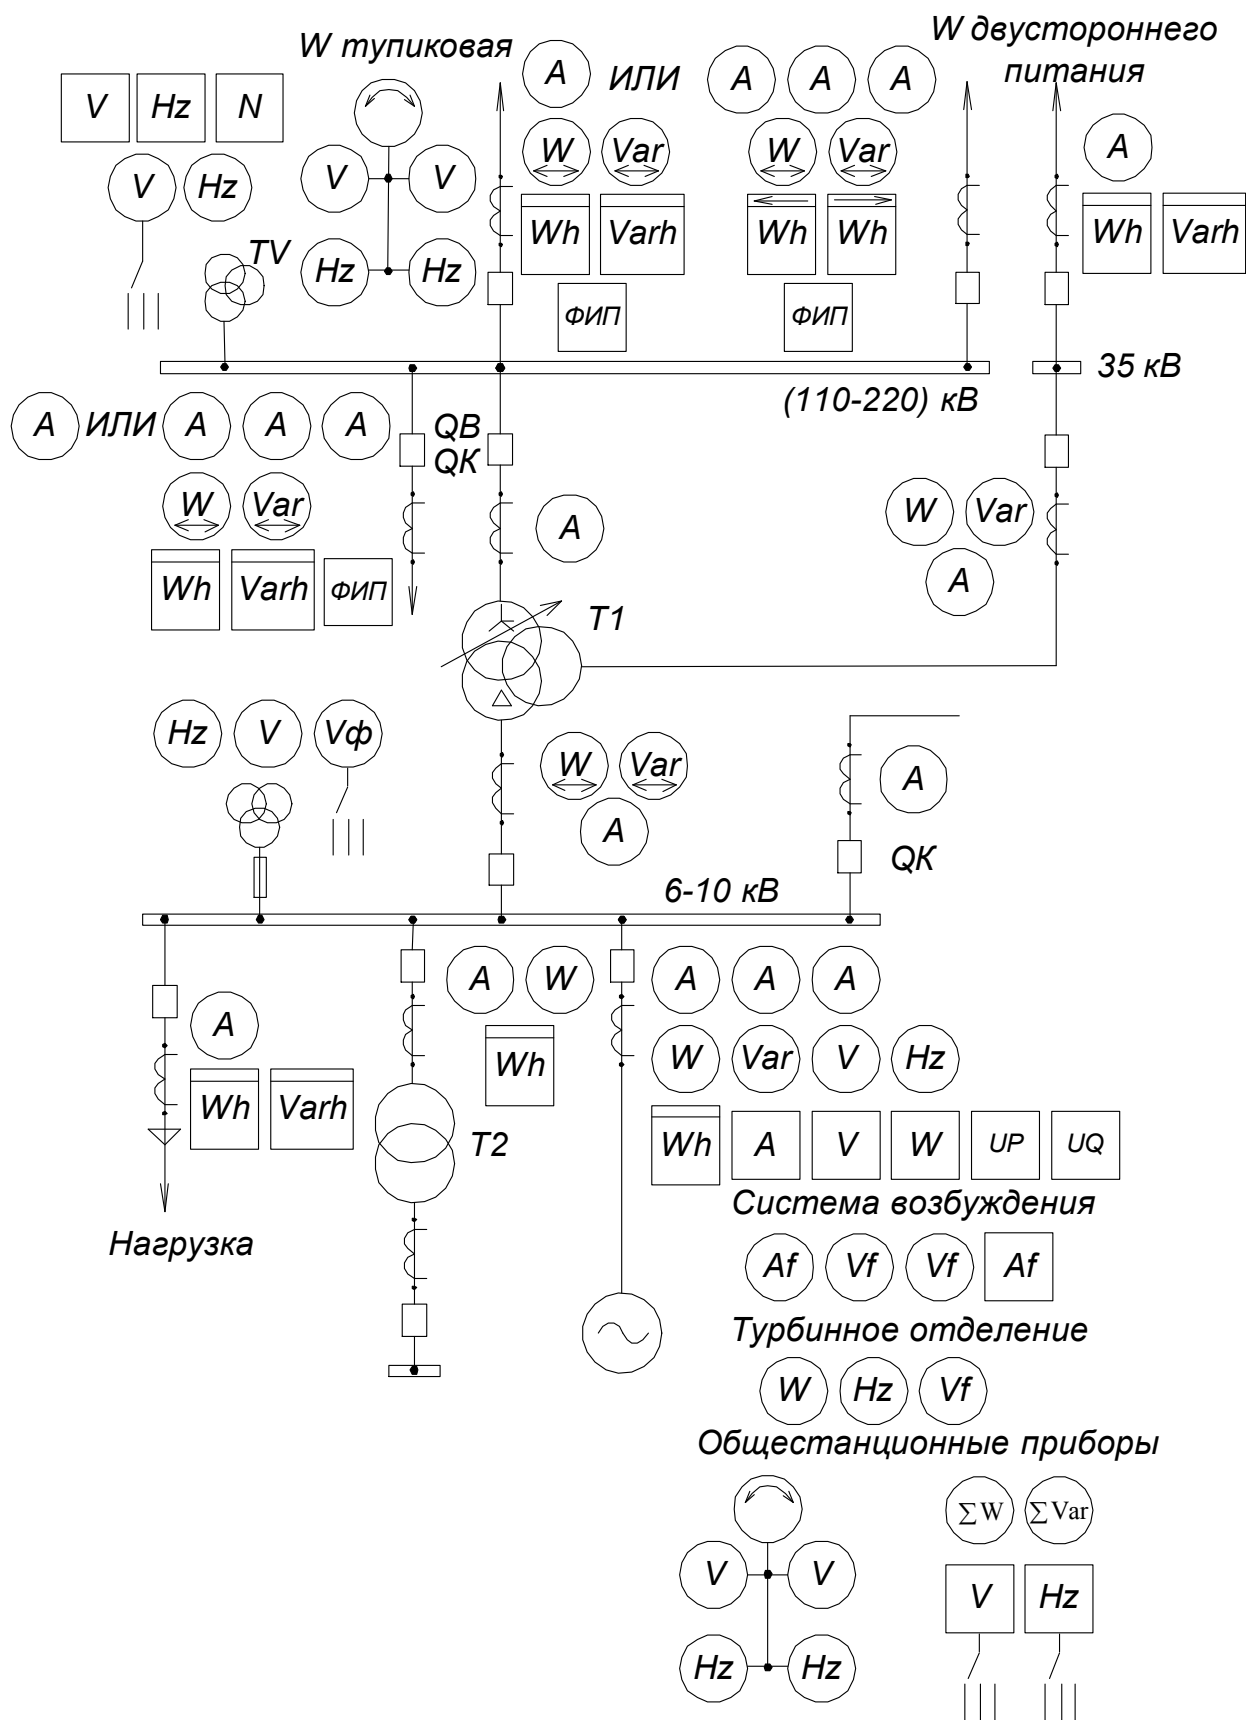 W тупиковая
W двустороннего
питания
A ИЛИ A A A
V Hz N
W Var W Var
A
V Hz V V
Wh Varh Wh Wh Wh Varh
TV
Hz Hz
ФИП ФИП
35 кВ
(110-220) кВ
A ИЛИ A A A
QB
QK
W Var
A
W Var
A
Wh Varh ФИП
T1
Hz V Vф
W Var
A
A
QK
6-10 кВ
A W
A A A
A
W Var V Hz
Wh
Wh Varh
Wh A V W UP UQ
T2
Система возбуждения
Нагрузка
Af Vf Vf Af
Турбинное отделение
W Hz Vf
Общестанционные приборы
∑W ∑Var
V V
V Hz
Hz Hz